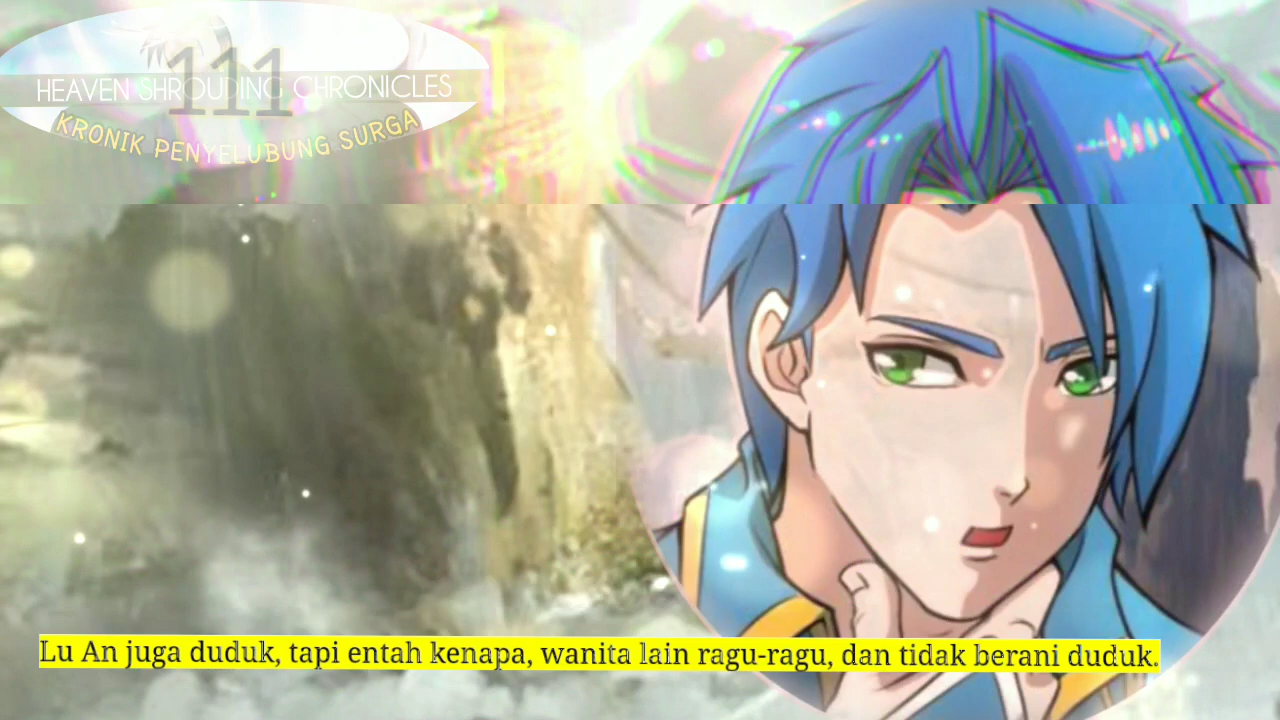 111
HEAVEN SHROUDING CHRONICLES
KRONIK PENYELUBUNG SURGA
Lu An juga duduk, tapi entah kenapa, wanita lain ragu-ragu, dan tidak berani duduk.